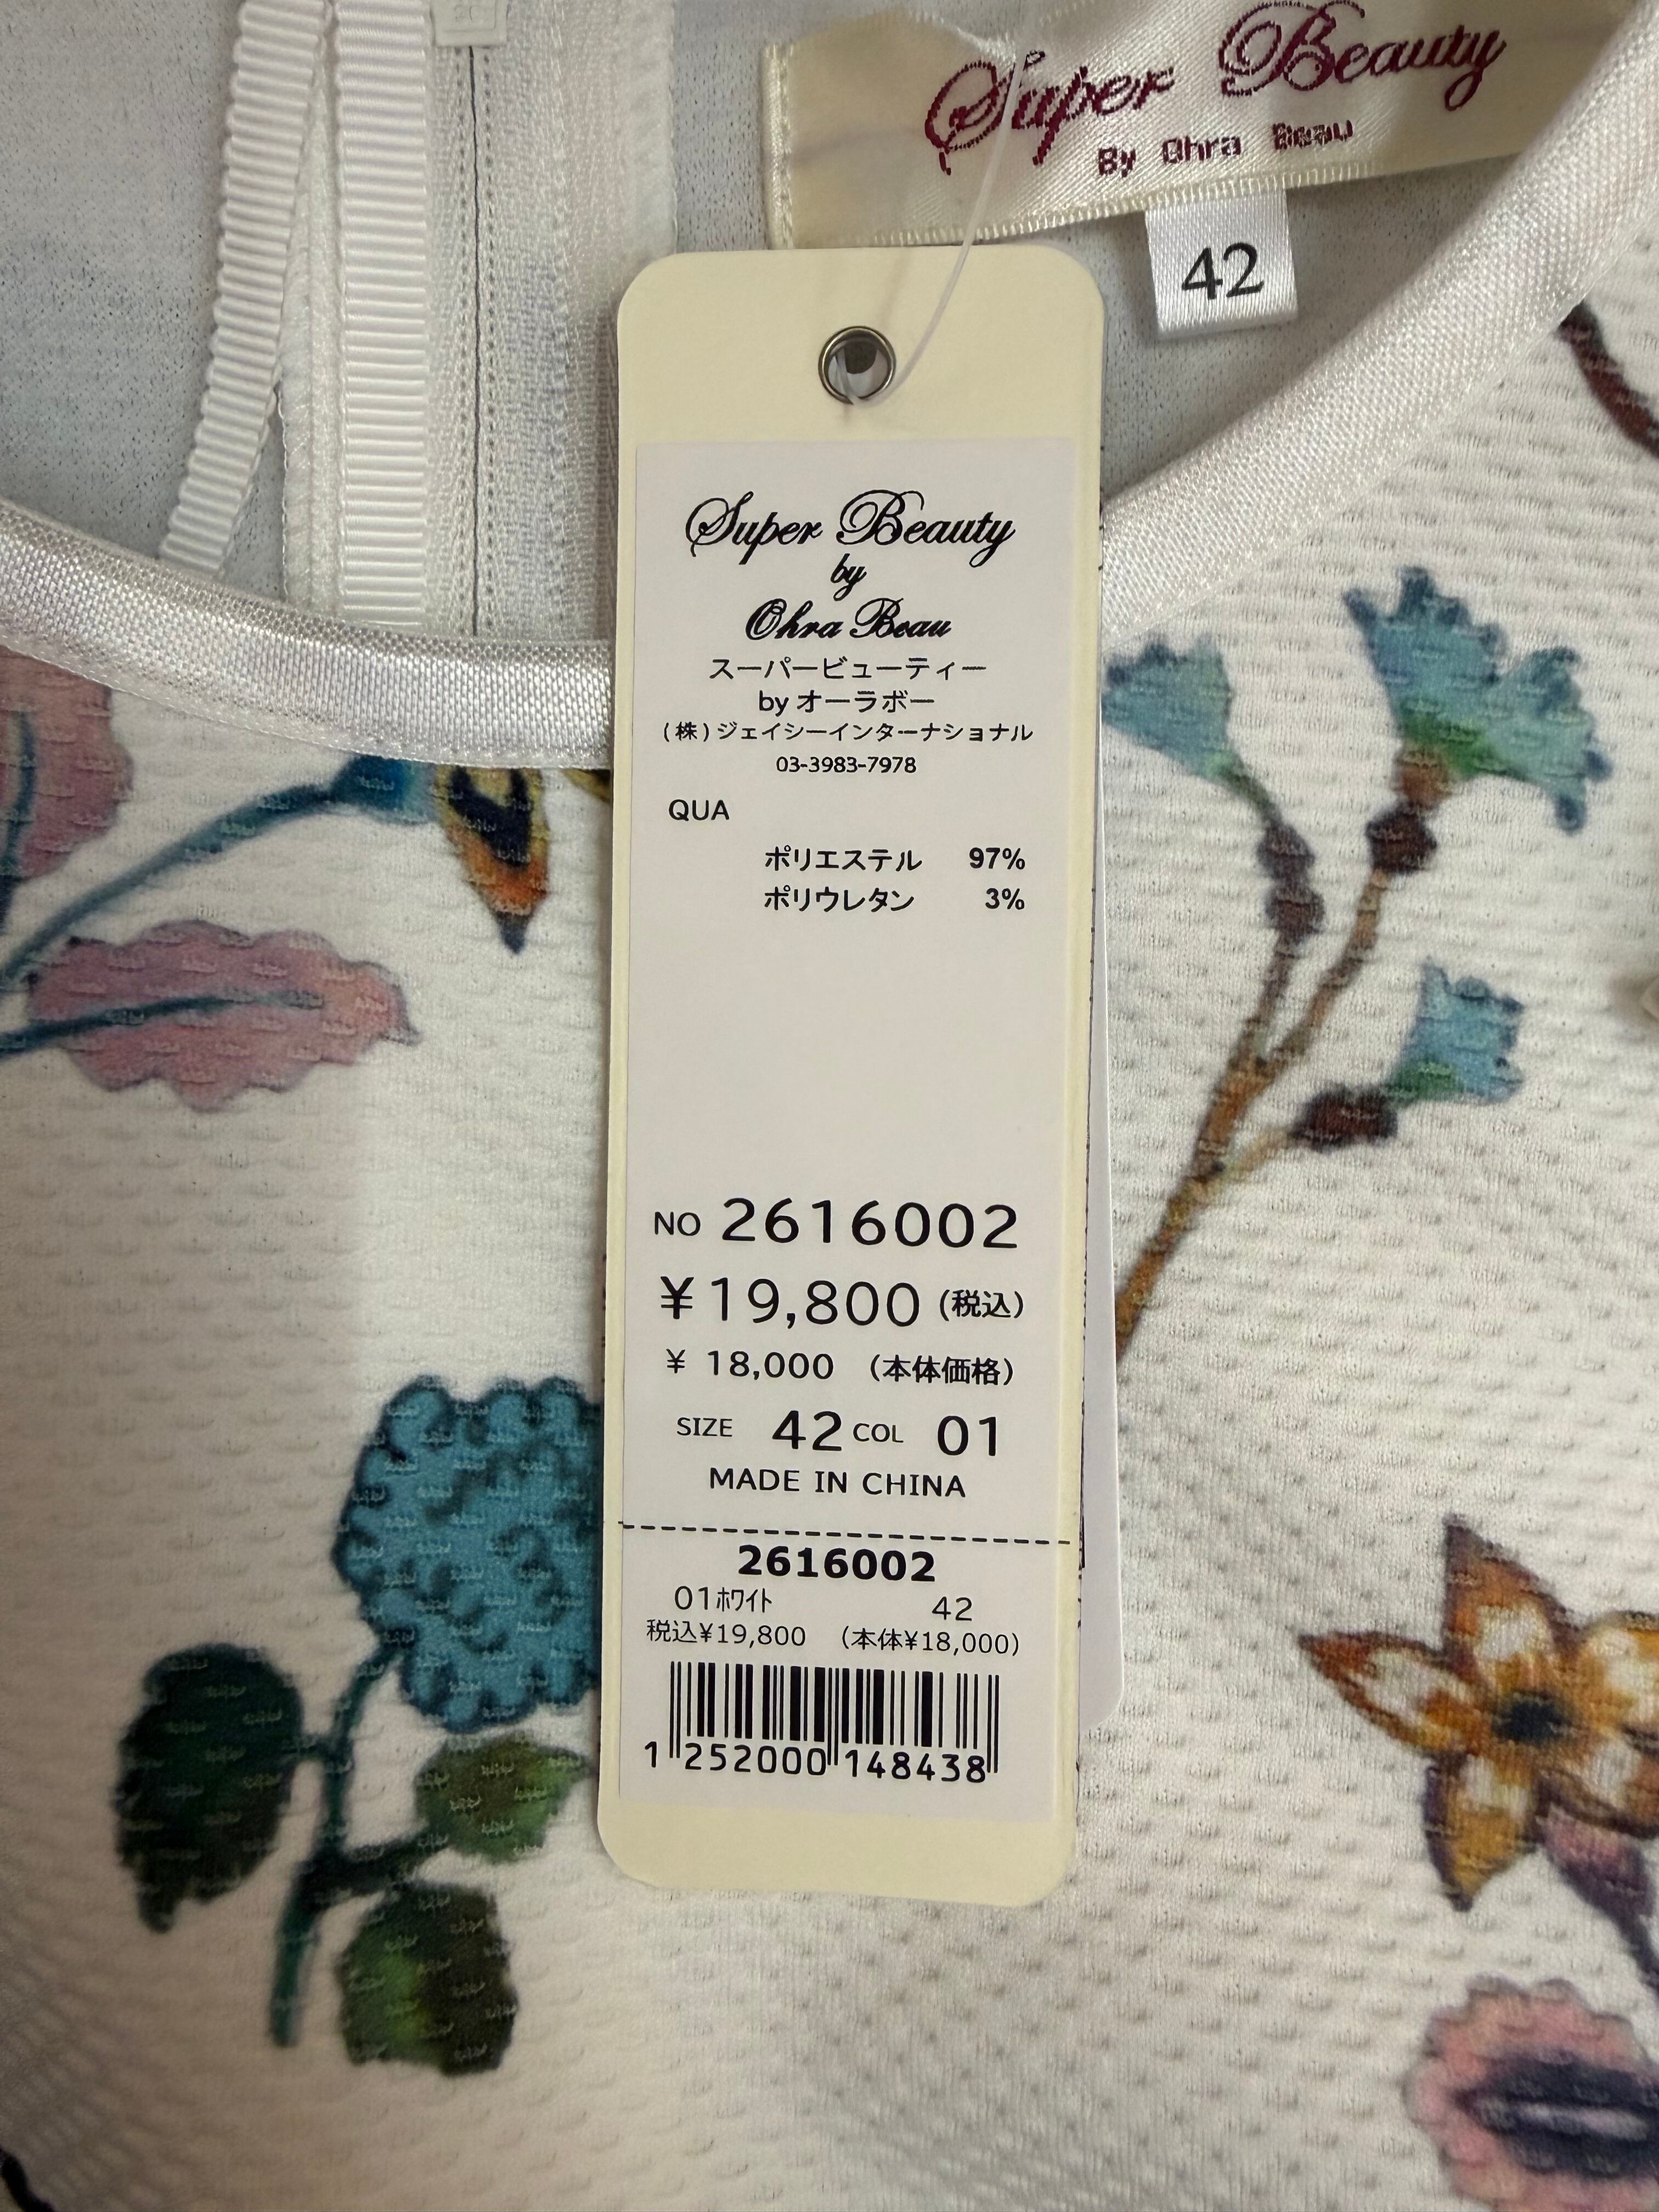 Super Beauty
By Ohra Beau
42
Super Beauty
by
Ohra Beau
スーパービューティー
by オーラボー
(株)ジェイシーインターナショナル
03-3983-7978
QUA
ポリエステル 97%
ポリウレタン 3%
NO 2616002
¥19,800 (税込)
¥ 18,000 (本体価格)
SIZE 42 COL 01
MADE IN CHINA
2616002
01ﾎﾜｲﾄ 42
税込¥19,800 (本体¥18,000)
1 252000 148438